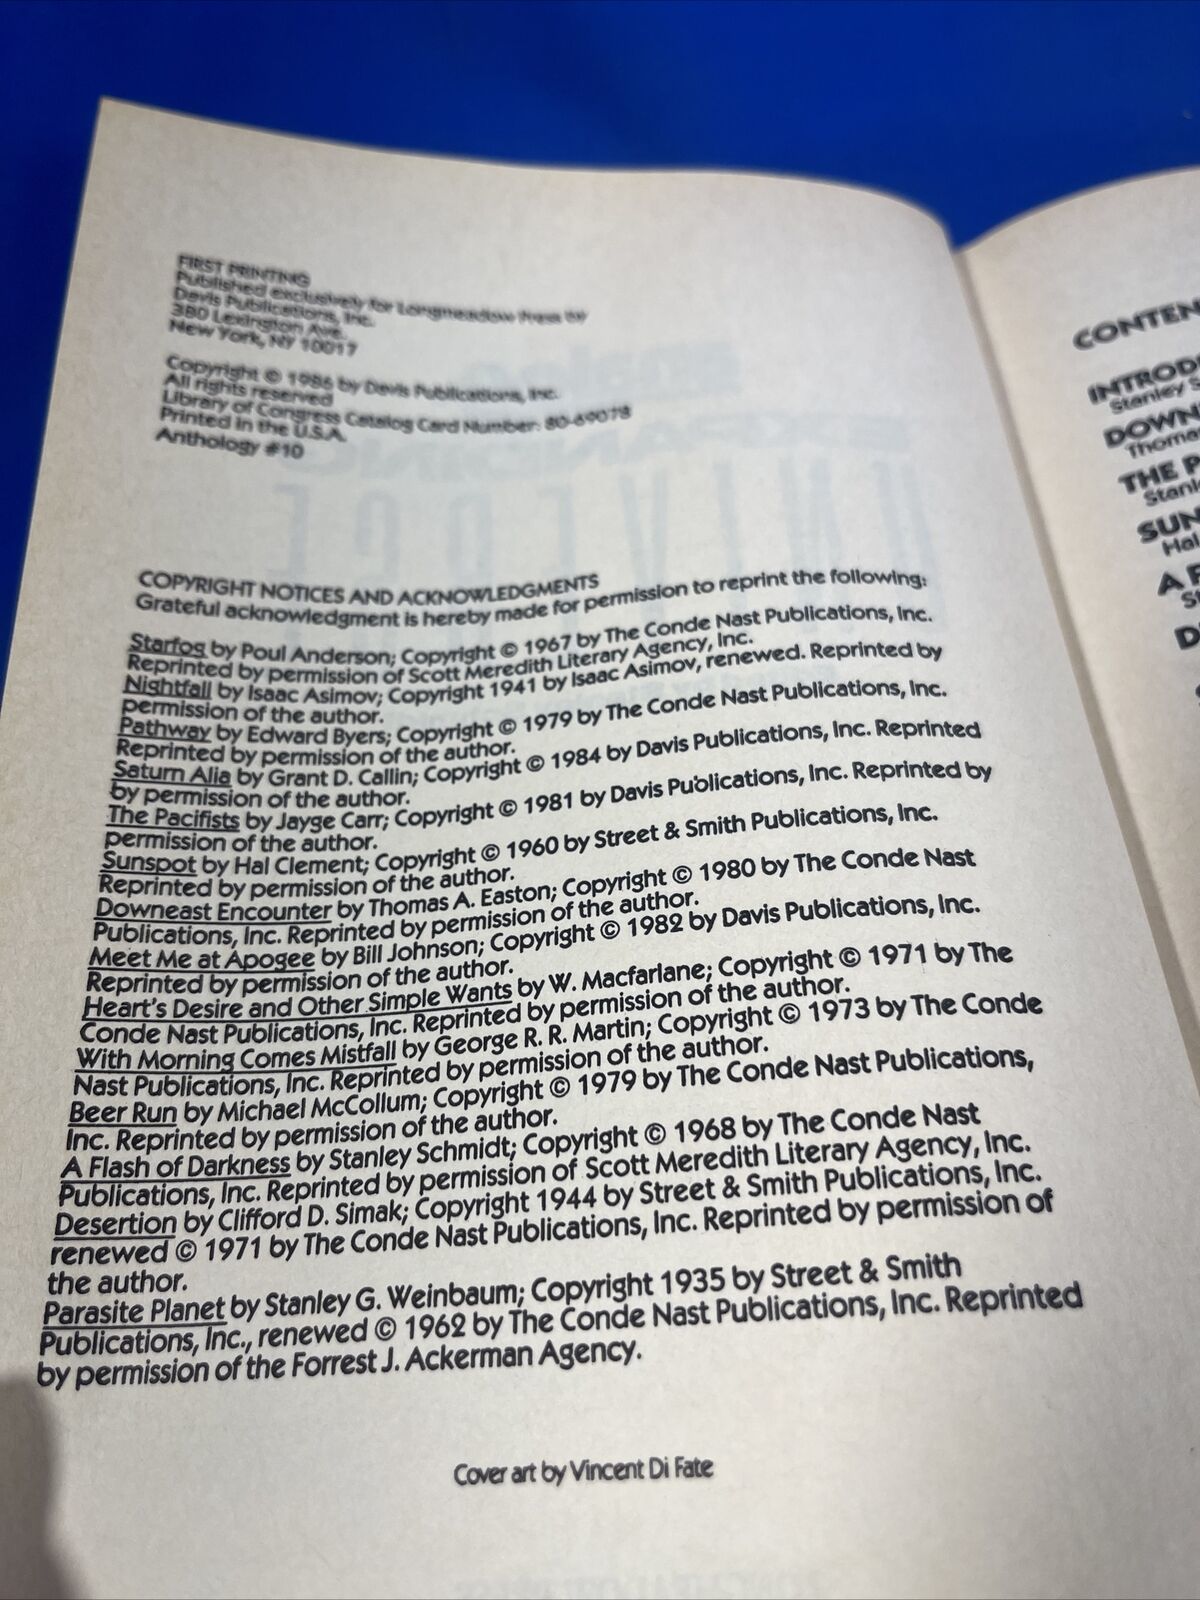 FIRST PRINTING
Published exclusively for Longmeadow Press by
Davis Publications, Inc.
380 Lexington Ave.
New York, NY 10017
Copyright © 1986 by Davis Publications, Inc.
All rights reserved
Library of Congress Catalog Card Number: 80-69078
Printed in the U.S.A.
Anthology #10
COPYRIGHT NOTICES AND ACKNOWLEDGMENTS
Grateful acknowledgment is hereby made for permission to reprint the following:
Starfog by Poul Anderson; Copyright © 1967 by The Conde Nast Publications, Inc.
Reprinted by permission of Scott Meredith Literary Agency, Inc.
Nightfall by Isaac Asimov; Copyright 1941 by Isaac Asimov, renewed. Reprinted by
permission of the author.
Pathway by Edward Byers; Copyright © 1979 by The Conde Nast Publications, Inc.
Reprinted by permission of the author.
Saturn Alia by Grant D. Callin; Copyright © 1984 by Davis Publications, Inc. Reprinted
by permission of the author.
The Pacifists by Jayge Carr; Copyright © 1981 by Davis Publications, Inc. Reprinted by
permission of the author.
Sunspot by Hal Clement; Copyright © 1960 by Street & Smith Publications, Inc.
Reprinted by permission of the author.
Downeast Encounter by Thomas A. Easton; Copyright © 1980 by The Conde Nast
Publications, Inc. Reprinted by permission of the author.
Meet Me at Apogee by Bill Johnson; Copyright © 1982 by Davis Publications, Inc.
Reprinted by permission of the author.
Heart's Desire and Other Simple Wants by W. Macfarlane; Copyright © 1971 by The
Conde Nast Publications, Inc. Reprinted by permission of the author.
With Morning Comes Mistfall by George R. R. Martin; Copyright © 1973 by The Conde
Nast Publications, Inc. Reprinted by permission of the author.
Beer Run by Michael McCollum; Copyright © 1979 by The Conde Nast Publications,
Inc. Reprinted by permission of the author.
A Flash of Darkness by Stanley Schmidt; Copyright © 1968 by The Conde Nast
Publications, Inc. Reprinted by permission of Scott Meredith Literary Agency, Inc.
Desertion by Clifford D. Simak; Copyright 1944 by Street & Smith Publications, Inc.
renewed © 1971 by The Conde Nast Publications, Inc. Reprinted by permission of
the author.
Parasite Planet by Stanley G. Weinbaum; Copyright 1935 by Street & Smith
Publications, Inc., renewed © 1962 by The Conde Nast Publications, Inc. Reprinted
by permission of the Forrest J. Ackerman Agency.
Cover art by Vincent Di Fate
CONTEN
INTROD
Stanley S
DOWN
Thoma
THE P
Stanl
SUN
Hal
A F